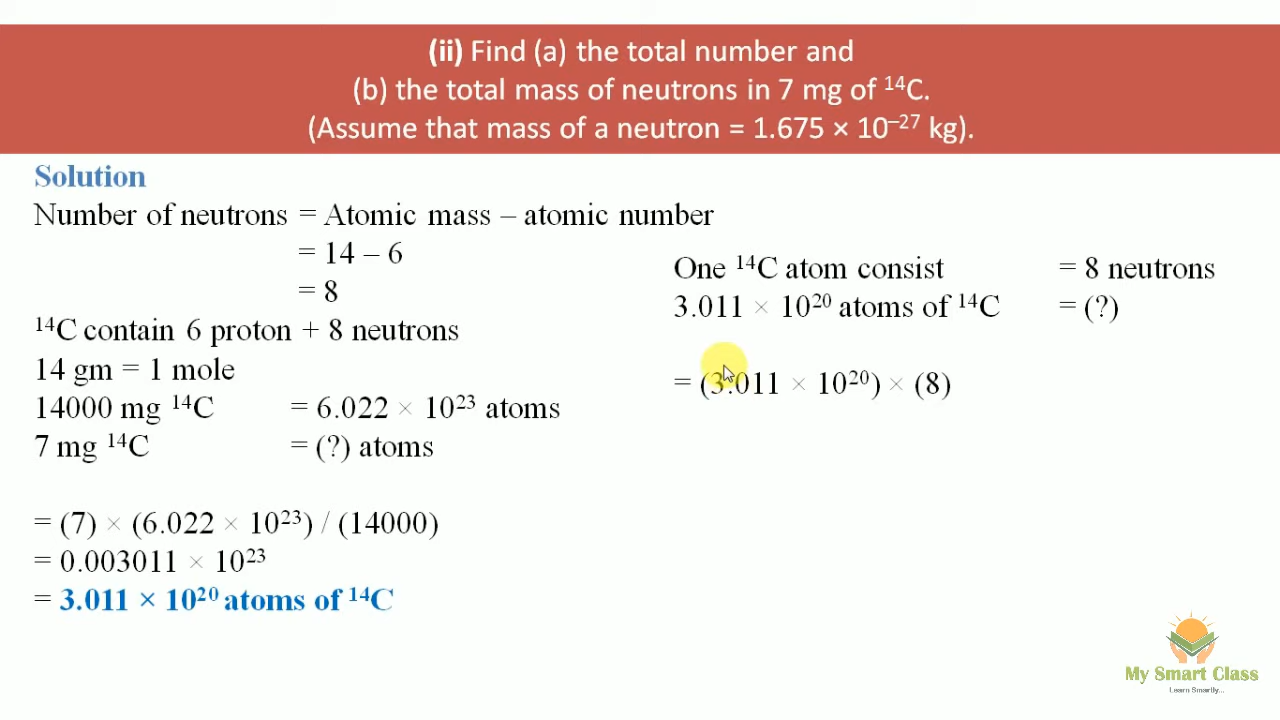 (ii) Find (a) the total number and
(b) the total mass of neutrons in 7 mg of ¹⁴C.
(Assume that mass of a neutron = 1.675 × 10⁻²⁷ kg).
Solution
Number of neutrons = Atomic mass – atomic number
= 14 – 6
= 8
¹⁴C contain 6 proton + 8 neutrons
14 gm = 1 mole
14000 mg ¹⁴C = 6.022 × 10²³ atoms
7 mg ¹⁴C = (?) atoms
= (7) × (6.022 × 10²³) / (14000)
= 0.003011 × 10²³
= 3.011 × 10²⁰ atoms of ¹⁴C
One ¹⁴C atom consist = 8 neutrons
3.011 × 10²⁰ atoms of ¹⁴C = (?)
= (3.011 × 10²⁰) × (8)
My Smart Class
Learn Smartly...